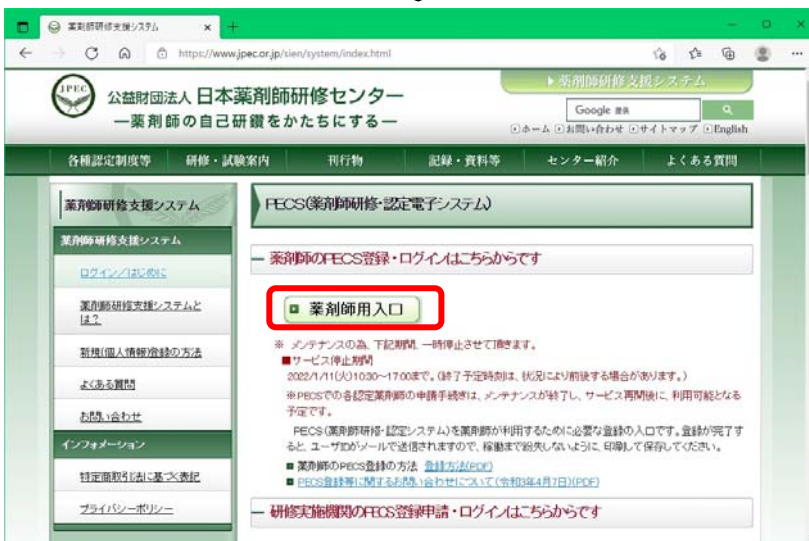 薬剤師研修支援システム
https://www.jpec.or.jp/sien/system/index.html
JPEC
公益財団法人 日本薬剤師研修センター
―薬剤師の自己研鑽をかたちにする―
薬剤師研修支援システム
Google 提供
ホーム お問い合わせ サイトマップ English
各種認定制度等 研修・試験案内 刊行物 記録・資料等 センター紹介 よくある質問
薬剤師研修支援システム
薬剤師研修支援システム
ログイン/はじめに
薬剤師研修支援システムと
は?
新規(個人情報)登録の方法
よくある質問
お問い合わせ
インフォメーション
特定商取引法に基づく表記
プライバシーポリシー
PECS(薬剤師研修・認定電子システム)
薬剤師のPECS登録・ログインはこちらからです
薬剤師用入口
※ メンテナンスの為、下記期間、一時停止させて頂きます。
■サービス停止期間
2022/1/11(火)10:30~17:00まで。(終了予定時刻は、状況により前後する場合があります。)
※PECSでの各認定薬剤師の申請手続きは、メンテナンスが終了し、サービス再開後に、利用可能となる
予定です。
PECS(薬剤師研修・認定システム)を薬剤師が利用するために必要な登録の入口です。登録が完了す
ると、ユーザIDがメールで送信されますので、稼働まで紛失しないように、印刷して保存してください。
■ 薬剤師のPECS登録の方法 登録方法(PDF)
■ PECS登録等に関するお問い合わせについて(令和3年4月7日)(PDF)
研修実施機関のPECS登録申請・ログインはこちらからです